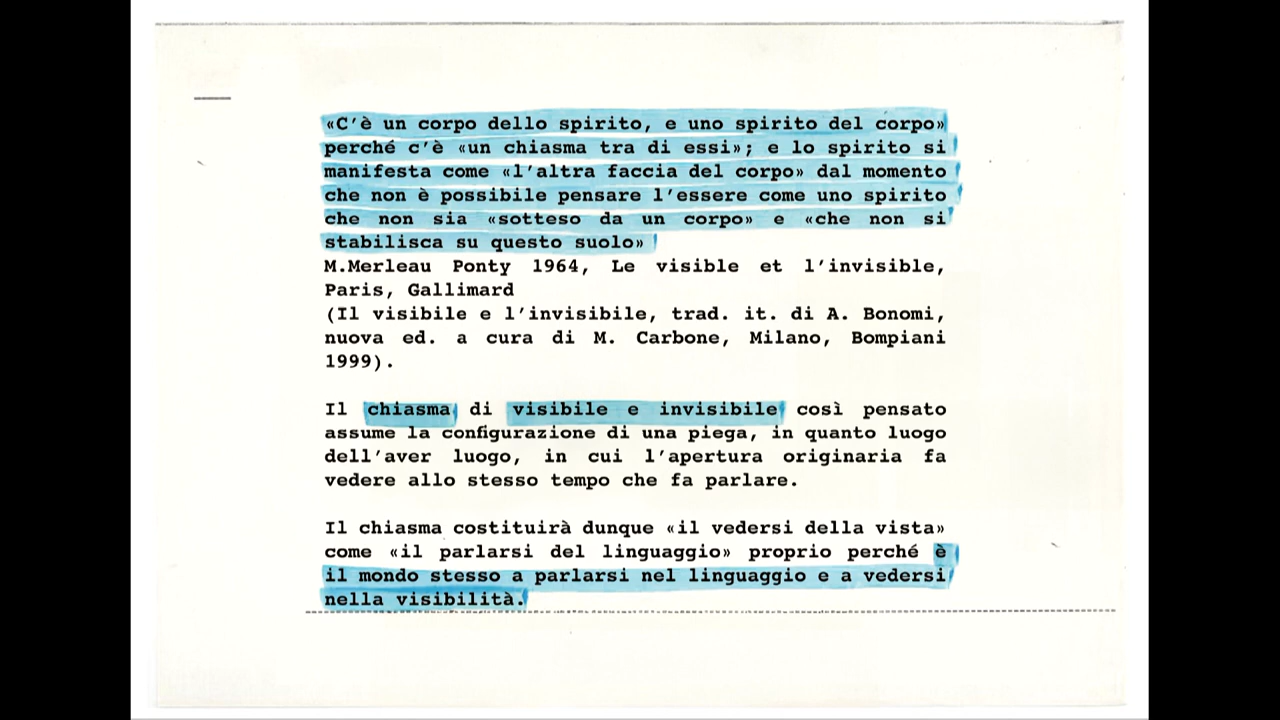 «C'è un corpo dello spirito, e uno spirito del corpo»
perché c'è «un chiasma tra di essi»; e lo spirito si
manifesta come «l'altra faccia del corpo» dal momento
che non è possibile pensare l'essere come uno spirito
che non sia «sotteso da un corpo» e «che non si
stabilisca su questo suolo»
M.Merleau Ponty 1964, Le visible et l'invisible,
Paris, Gallimard
(Il visibile e l'invisibile, trad. it. di A. Bonomi,
nuova ed. a cura di M. Carbone, Milano, Bompiani
1999).
Il chiasma di visibile e invisibile così pensato
assume la configurazione di una piega, in quanto luogo
dell'aver luogo, in cui l'apertura originaria fa
vedere allo stesso tempo che fa parlare.
Il chiasma costituirà dunque «il vedersi della vista»
come «il parlarsi del linguaggio» proprio perché è
il mondo stesso a parlarsi nel linguaggio e a vedersi
nella visibilità.